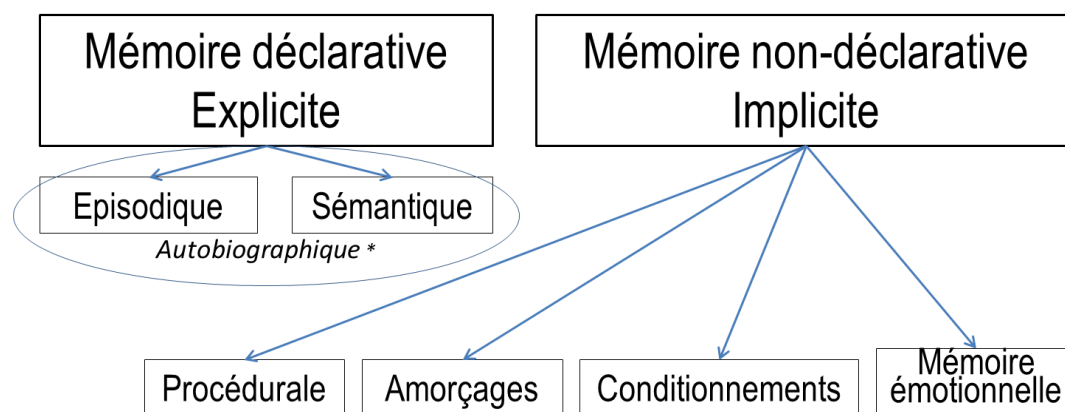 Mémoire déclarative
Explicite
Mémoire non-déclarative
Implicite
Episodique
Sémantique
Autobiographique *
Procédurale
Amorçages
Conditionnements
Mémoire
émotionnelle